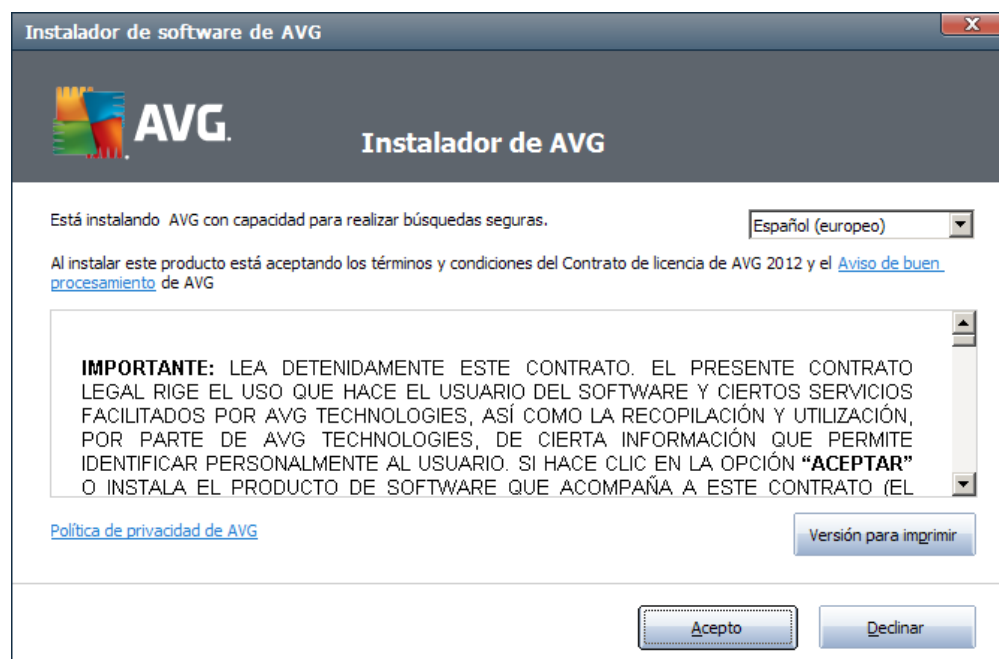 Instalador de software de AVG
X
AVG.
Instalador de AVG
Está instalando AVG con capacidad para realizar búsquedas seguras.
Español (europeo)
Al instalar este producto está aceptando los términos y condiciones del Contrato de licencia de AVG 2012 y el Aviso de buen
procesamiento de AVG
IMPORTANTE: LEA DETENIDAMENTE ESTE CONTRATO. EL PRESENTE CONTRATO
LEGAL RIGE EL USO QUE HACE EL USUARIO DEL SOFTWARE Y CIERTOS SERVICIOS
FACILITADOS POR AVG TECHNOLOGIES, ASÍ COMO LA RECOPILACIÓN Y UTILIZACIÓN,
POR PARTE DE AVG TECHNOLOGIES, DE CIERTA INFORMACIÓN QUE PERMITE
IDENTIFICAR PERSONALMENTE AL USUARIO. SI HACE CLIC EN LA OPCIÓN “ACEPTAR”
O INSTALA EL PRODUCTO DE SOFTWARE QUE ACOMPAÑA A ESTE CONTRATO (EL
Política de privacidad de AVG
Versión para imprimir
Acepto
Declinar